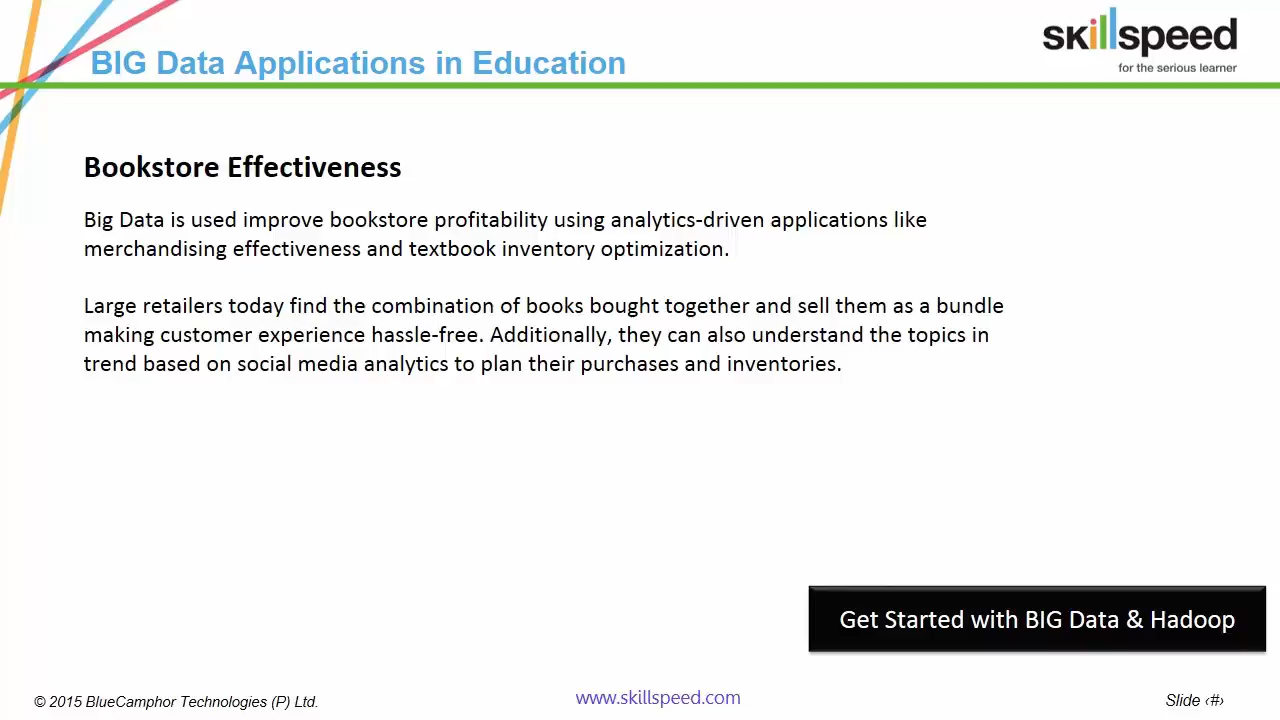 BIG Data Applications in Education
skillspeed
for the serious learner
Bookstore Effectiveness
Big Data is used improve bookstore profitability using analytics-driven applications like
merchandising effectiveness and textbook inventory optimization.
Large retailers today find the combination of books bought together and sell them as a bundle
making customer experience hassle-free. Additionally, they can also understand the topics in
trend based on social media analytics to plan their purchases and inventories.
Get Started with BIG Data & Hadoop
© 2015 BlueCamphor Technologies (P) Ltd.
www.skillspeed.com
Slide ‹#›